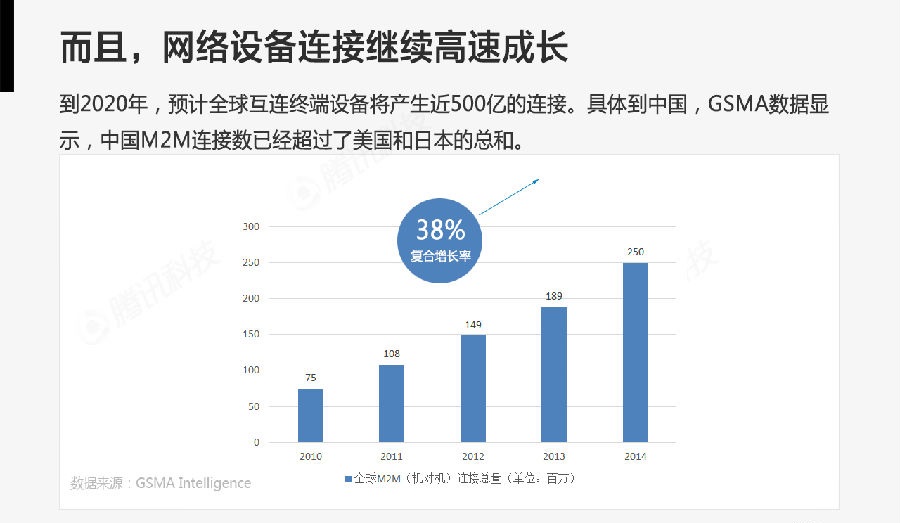 而且，网络设备连接继续高速成长
到2020年，预计全球互连终端设备将产生近500亿的连接。具体到中国，GSMA数据显
示，中国M2M连接数已经超过了美国和日本的总和。
腾讯科技
38%
复合增长率
300
250
200
150
100
50
0
75
108
149
189
250
2010
2011
2012
2013
2014
全球M2M（机对机）连接总量（单位：百万）
数据来源：GSMA Intelligence
腾讯科技